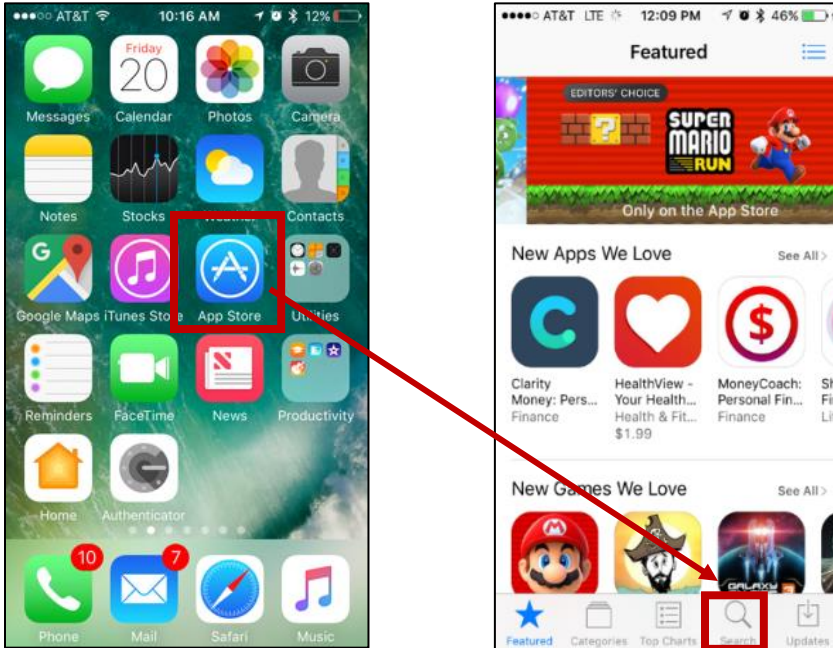 AT&T 10:16 AM 12%
Friday
20
Messages Calendar Photos Camera
Notes Stocks Weather Contacts
G
Google Maps iTunes Store App Store Utilities
Reminders FaceTime News Productivity
Home Authenticator
10 7
Phone Mail Safari Music
AT&T LTE 12:09 PM 46%
Featured
EDITORS' CHOICE
SUPER
MARIO
RUN
Only on the App Store
New Apps We Love See All >
Clarity HealthView - MoneyCoach:
Money: Pers... Your Health... Personal Fin...
Finance Health & Fit... Finance
$1.99
New Games We Love See All >
GALAXY
Featured Categories Top Charts Search Updates